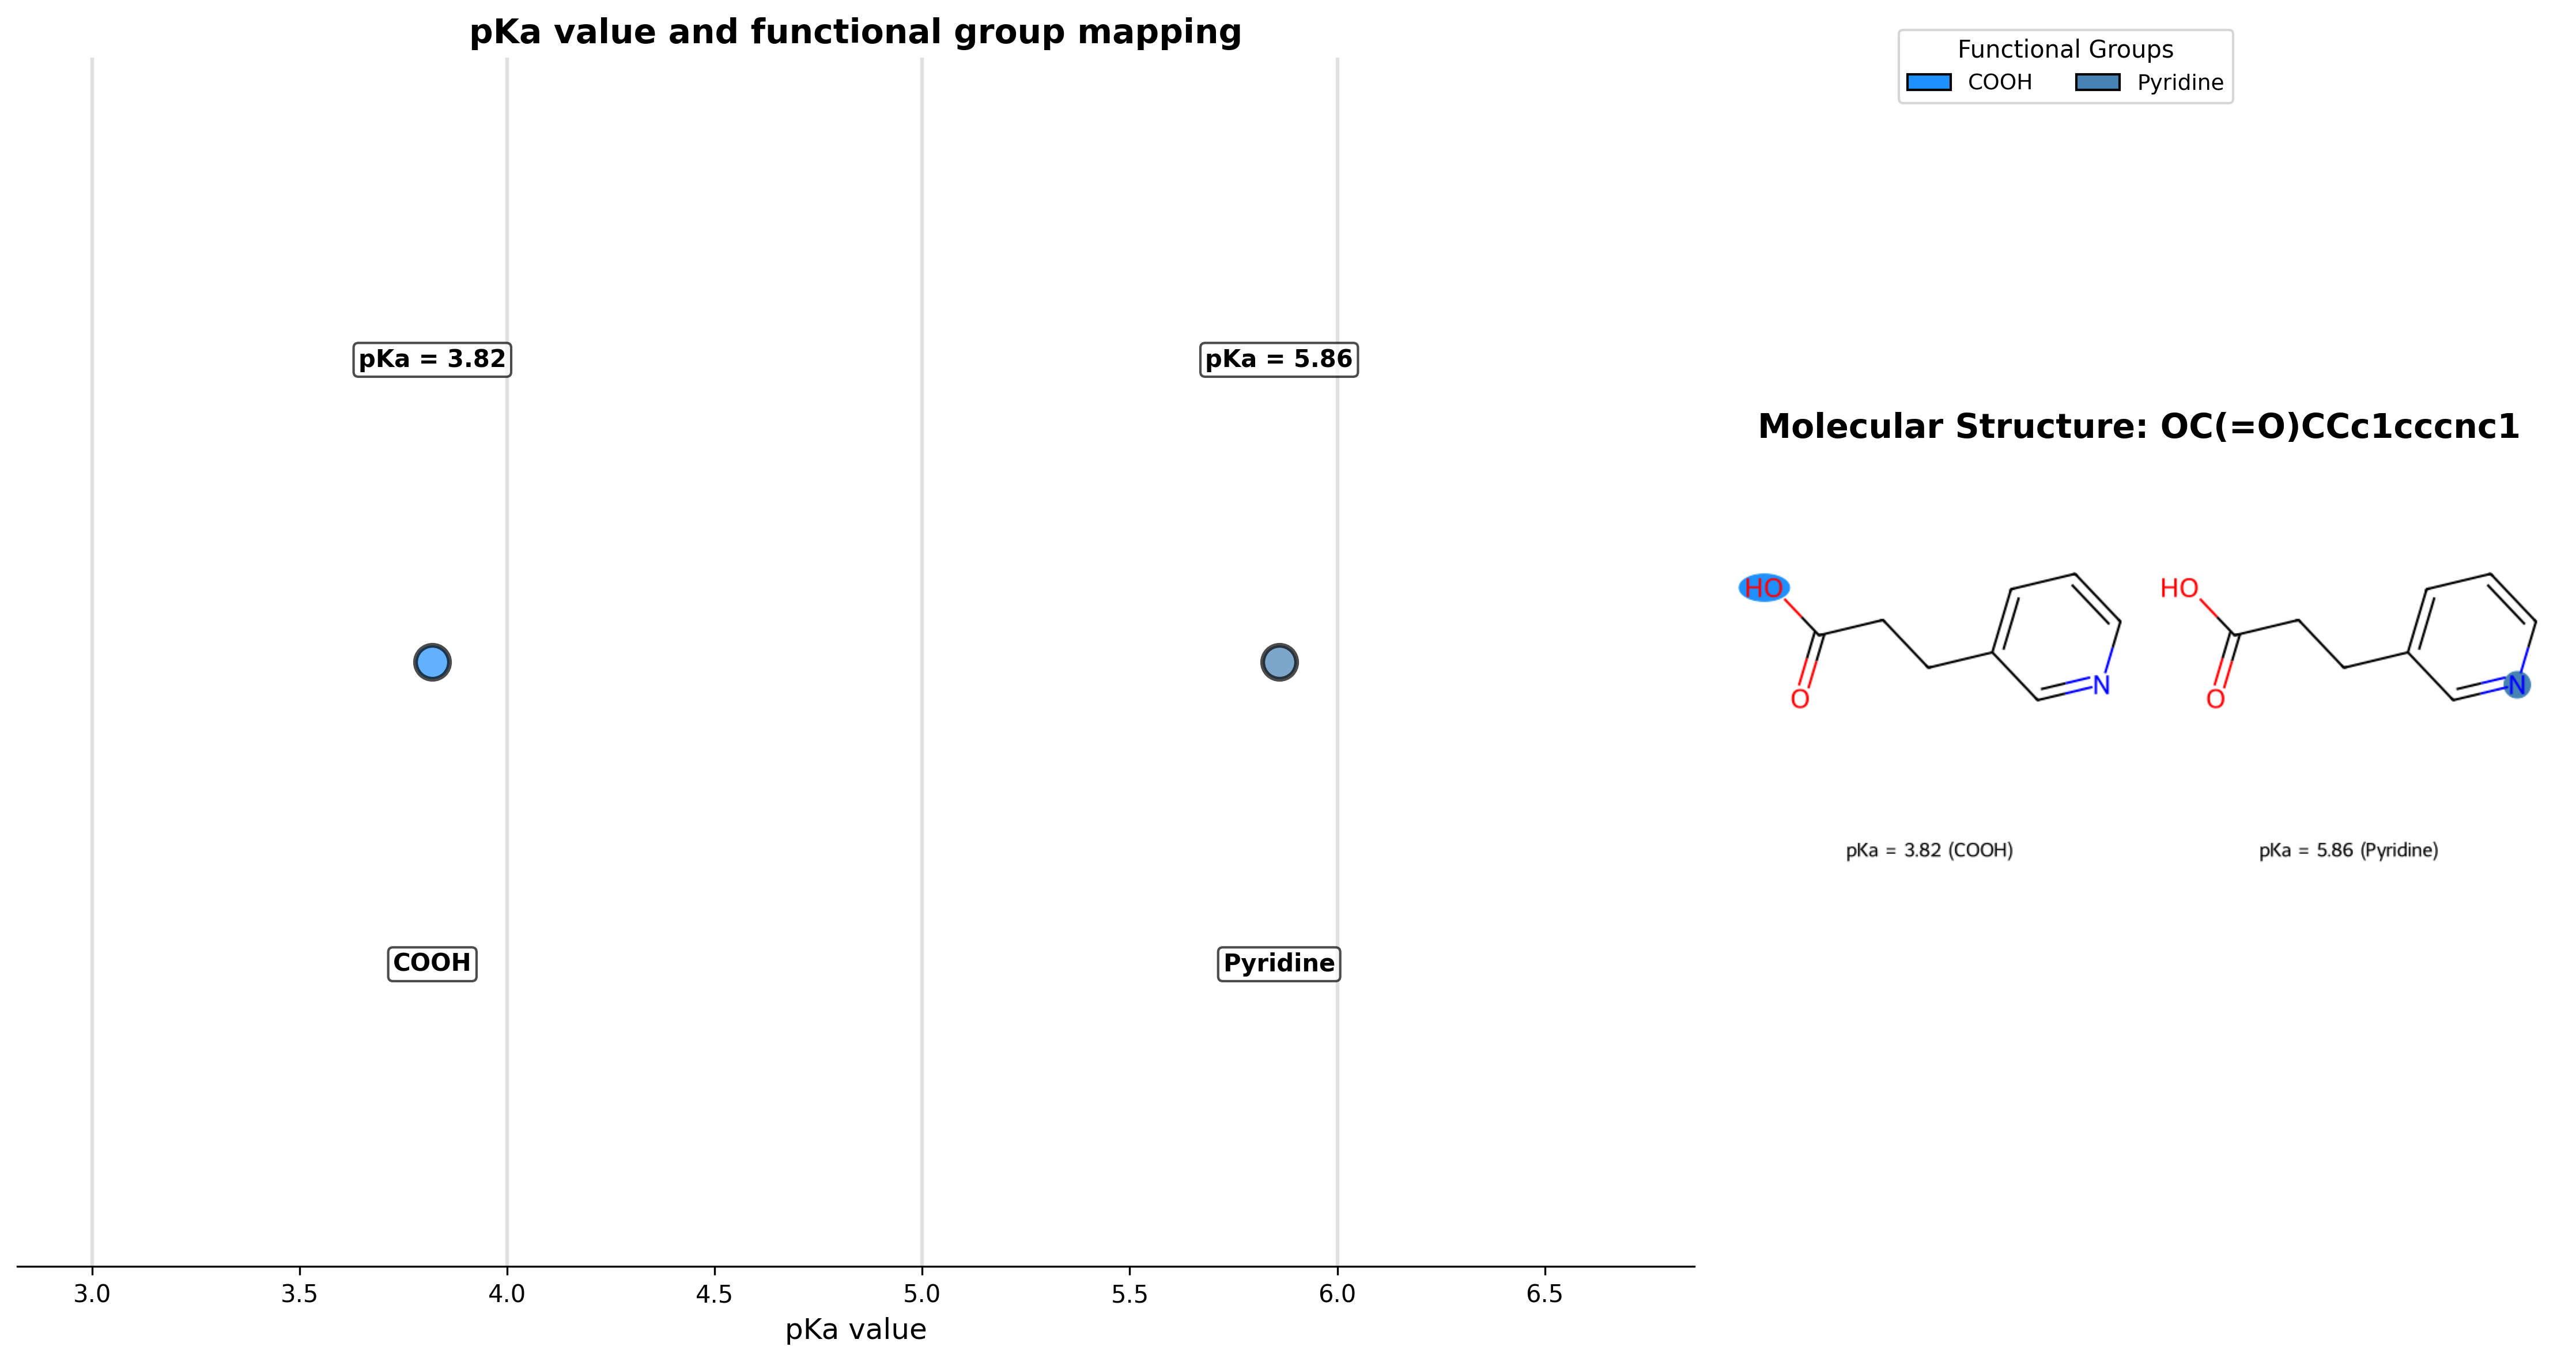 pKa value and functional group mapping
pKa = 3.82
pKa = 5.86
COOH
Pyridine
3.0
3.5
4.0
4.5
5.0
5.5
6.0
6.5
pKa value
Functional Groups
COOH
Pyridine
Molecular Structure: OC(=O)CCc1cccnc1
HO
O
N
HO
O
N
pKa = 3.82 (COOH)
pKa = 5.86 (Pyridine)